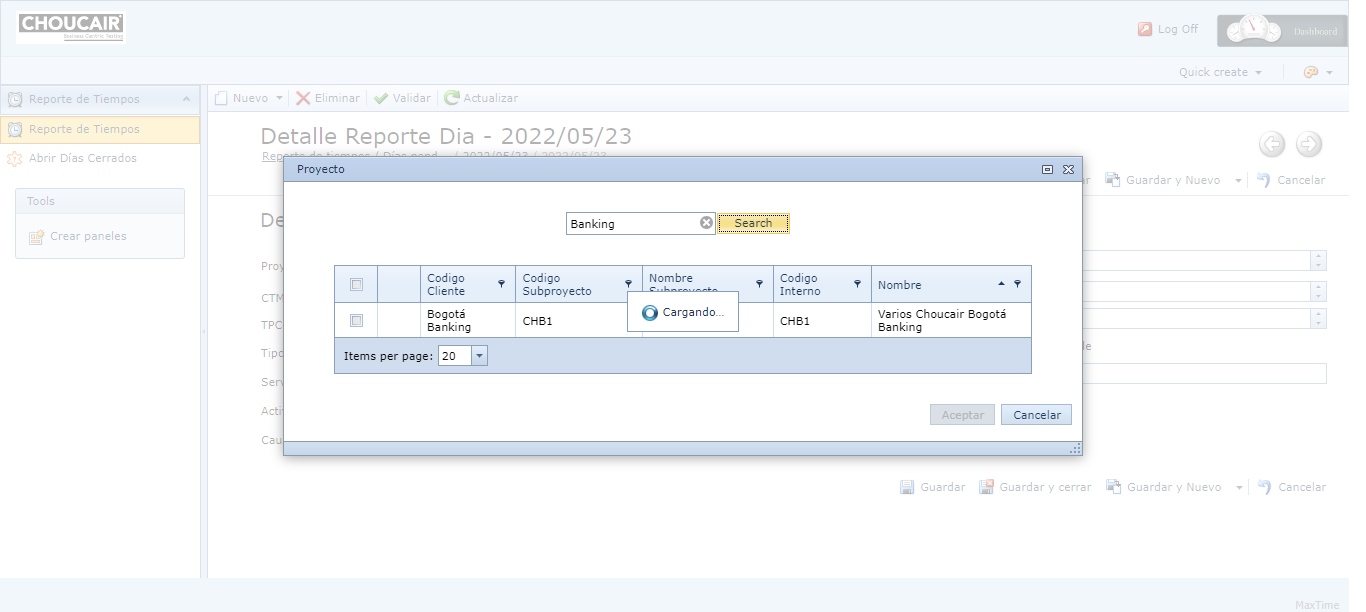 CHOUCAIR
Business Centric Testing
Log Off
Dashboard
Quick create
Reporte de Tiempos
Nuevo
Eliminar
Validar
Actualizar
Reporte de Tiempos
Abrir Días Cerrados
Detalle Reporte Dia - 2022/05/23
Reporte de tiempos / Días pend... / 2022/05/23 / 2022/05/23
Proyecto
Guardar y Nuevo
Cancelar
Tools
Crear paneles
De
Banking
Search
Proy
CTM
TPC
Tipo
Serv
Acti
Cau
Codigo Cliente
Codigo Subproyecto
Nombre Subproyecto
Codigo Interno
Nombre
Cargando...
Bogotá Banking
CHB1
CHB1
Varios Choucair Bogotá Banking
Items per page: 20
Aceptar
Cancelar
Guardar
Guardar y cerrar
Guardar y Nuevo
Cancelar
MaxTime